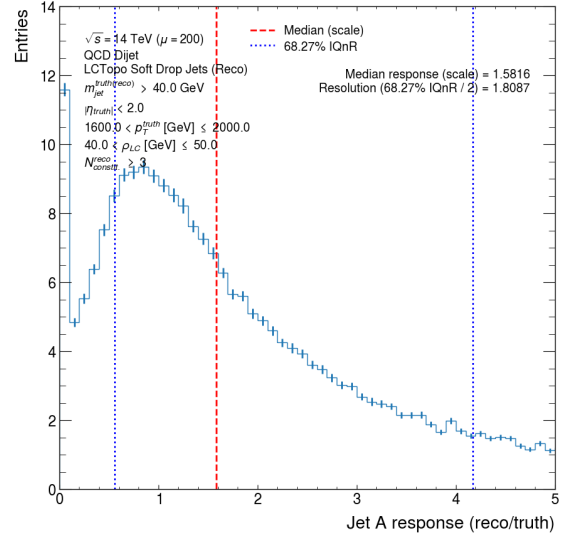 Entries
14
12
10
8
6
4
2
0
0 1 2 3 4 5
Jet A response (reco/truth)
√s = 14 TeV (μ = 200)
QCD Dijet
LCTopo Soft Drop Jets (Reco)
m_jet^truth(reco) > 40.0 GeV
|η_truth| < 2.0
1600.0 < p_T^truth [GeV] ≤ 2000.0
40.0 < ρ_LC [GeV] ≤ 50.0
N_constit.^reco > 3
Median (scale)
68.27% IQnR
Median response (scale) = 1.5816
Resolution (68.27% IQnR / 2) = 1.8087